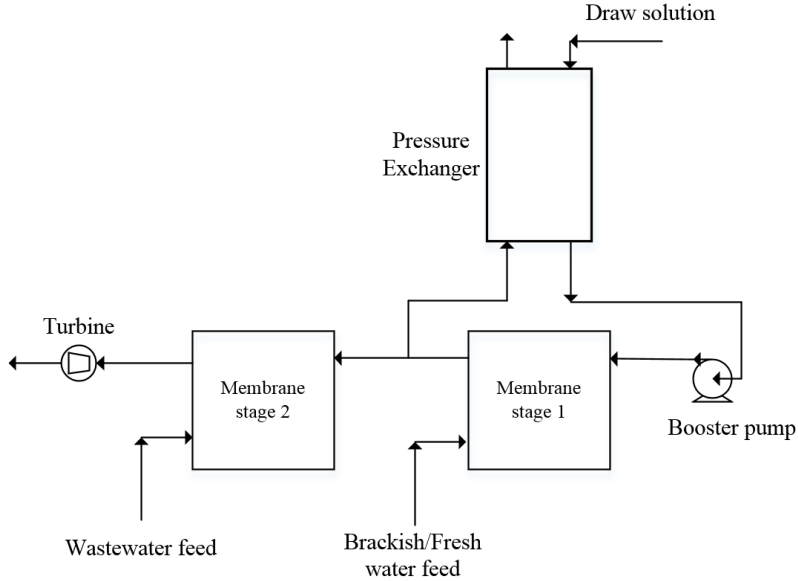 Draw solution
Pressure
Exchanger
Turbine
Membrane
stage 2
Membrane
stage 1
Booster pump
Wastewater feed
Brackish/Fresh
water feed